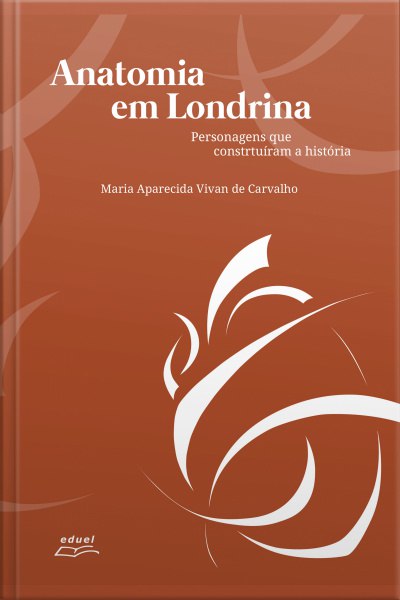 Anatomia
em Londrina
Personagens que
constrtuíram a história
Maria Aparecida Vivan de Carvalho
eduel